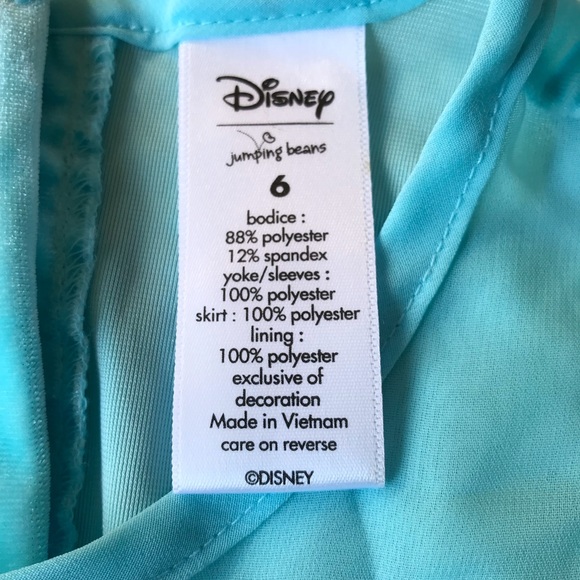 Disney
jumping beans
6
bodice :
88% polyester
12% spandex
yoke/sleeves :
100% polyester
skirt : 100% polyester
lining :
100% polyester
exclusive of
decoration
Made in Vietnam
care on reverse
©DISNEY